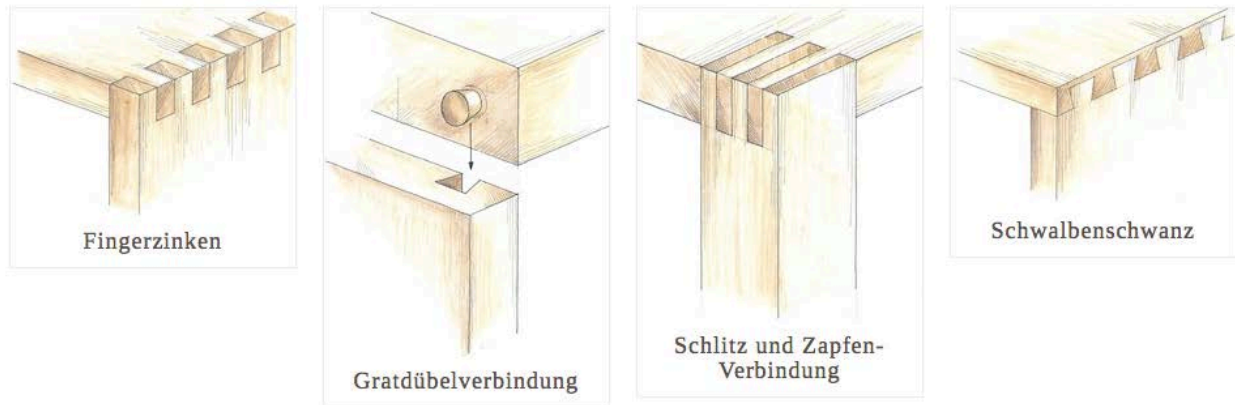 Fingerzinken
Gratdübelverbindung
Schlitz und Zapfen-
Verbindung
Schwalbenschwanz